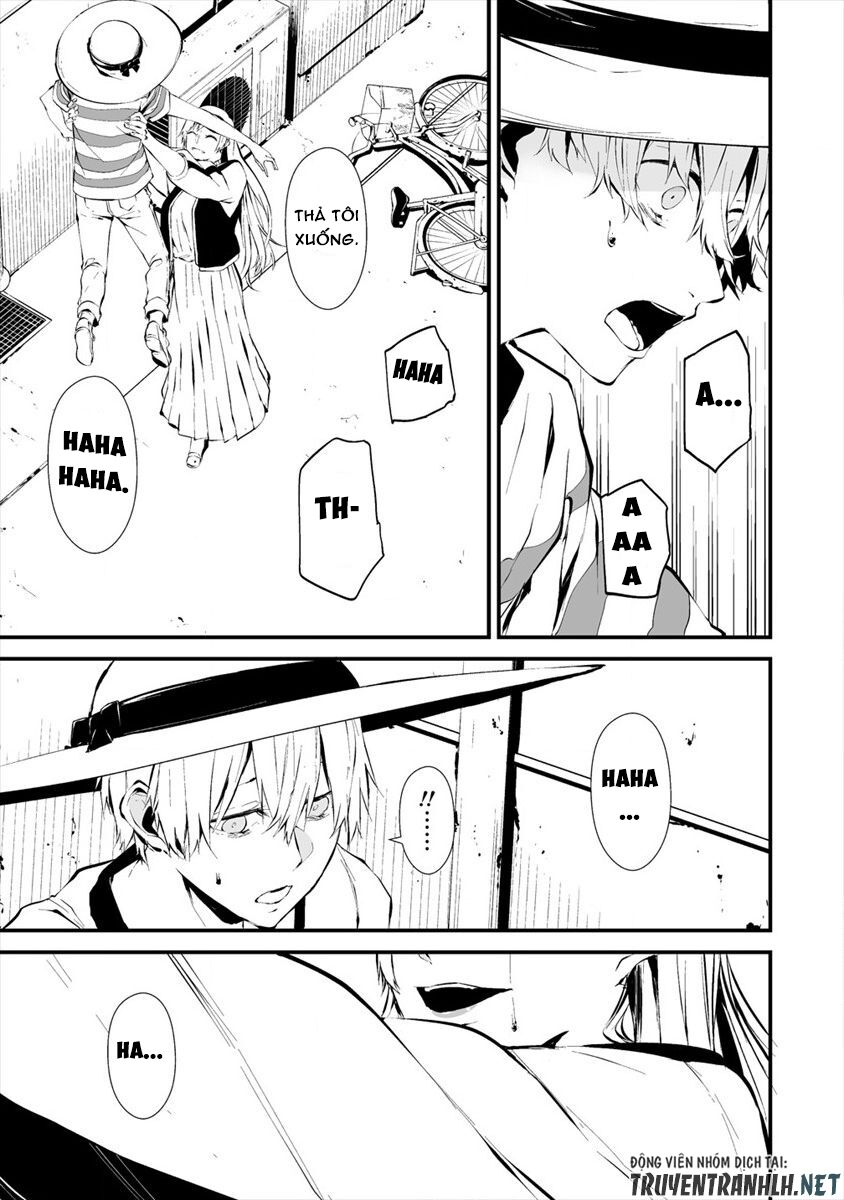 A...
A
AA
A
THẢ TÔI
XUỐNG.
HAHA
TH-
HAHA
HAHA.
HAHA
...
!!......
HA...
ĐỘNG VIÊN NHÓM DỊCH TẠI:
TRUYENTRANHLH.NET